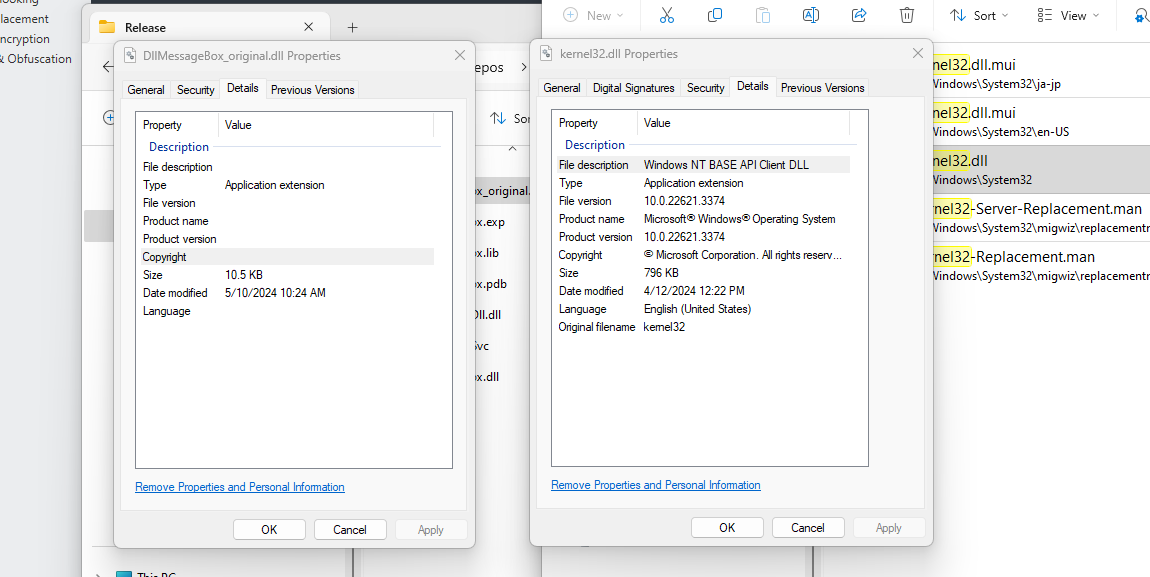 ooking
lacement
ncryption
& Obfuscation
Release
New
Sort
View
DllMessageBox_original.dll Properties
General
Security
Details
Previous Versions
Property
Value
Description
File description
Type
Application extension
File version
Product name
Product version
Copyright
Size
10.5 KB
Date modified
5/10/2024 10:24 AM
Language
Remove Properties and Personal Information
OK
Cancel
Apply
epos
Sor
ox_original.
ox.exp
ox.lib
ox.pdb
Dll.dll
Svc
ox.dll
This PC
kernel32.dll Properties
General
Digital Signatures
Security
Details
Previous Versions
Property
Value
Description
File description
Windows NT BASE API Client DLL
Type
Application extension
File version
10.0.22621.3374
Product name
Microsoft® Windows® Operating System
Product version
10.0.22621.3374
Copyright
© Microsoft Corporation. All rights reserv...
Size
796 KB
Date modified
4/12/2024 12:22 PM
Language
English (United States)
Original filename
kernel32
Remove Properties and Personal Information
OK
Cancel
Apply
nel32.dll.mui
Windows\System32\ja-jp
nel32.dll.mui
Windows\System32\en-US
nel32.dll
Windows\System32
nel32-Server-Replacement.man
Windows\System32\migwiz\replacementr
nel32-Replacement.man
Windows\System32\migwiz\replacementr